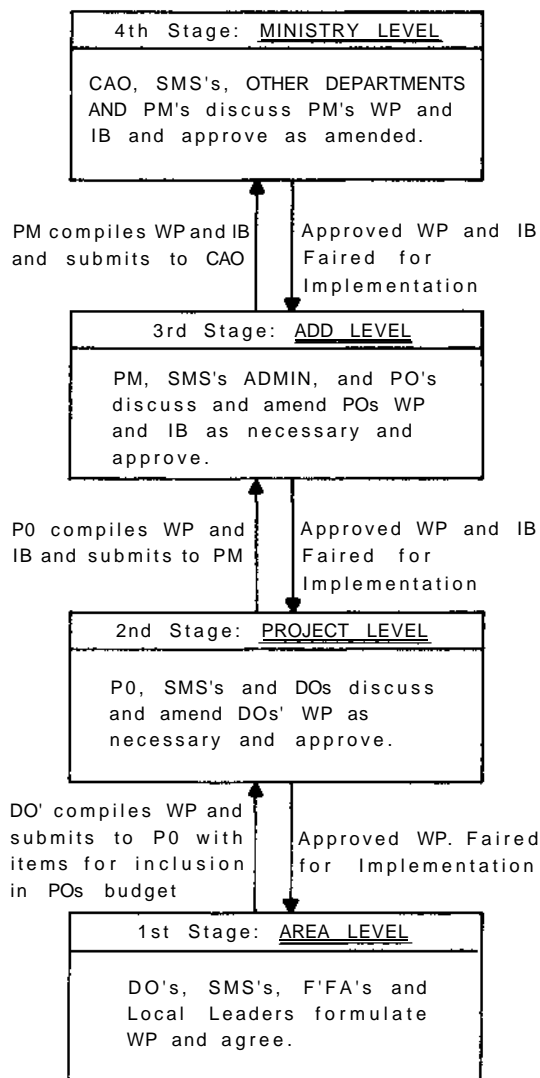 4th Stage: MINISTRY LEVEL
CAO, SMS's, OTHER DEPARTMENTS
AND PM's discuss PM's WP and
IB and approve as amended.
PM compiles WP and IB
and submits to CAO
Approved WP and IB
Faired for
Implementation
3rd Stage: ADD LEVEL
PM, SMS's ADMIN, and PO's
discuss and amend POs WP
and IB as necessary and
approve.
P0 compiles WP and
IB and submits to PM
Approved WP and IB
Faired for
Implementation
2nd Stage: PROJECT LEVEL
P0, SMS's and DOs discuss
and amend DOs' WP as
necessary and approve.
DO' compiles WP and
submits to P0 with
items for inclusion
in POs budget
Approved WP. Faired
for Implementation
1st Stage: AREA LEVEL
DO's, SMS's, F'FA's and
Local Leaders formulate
WP and agree.